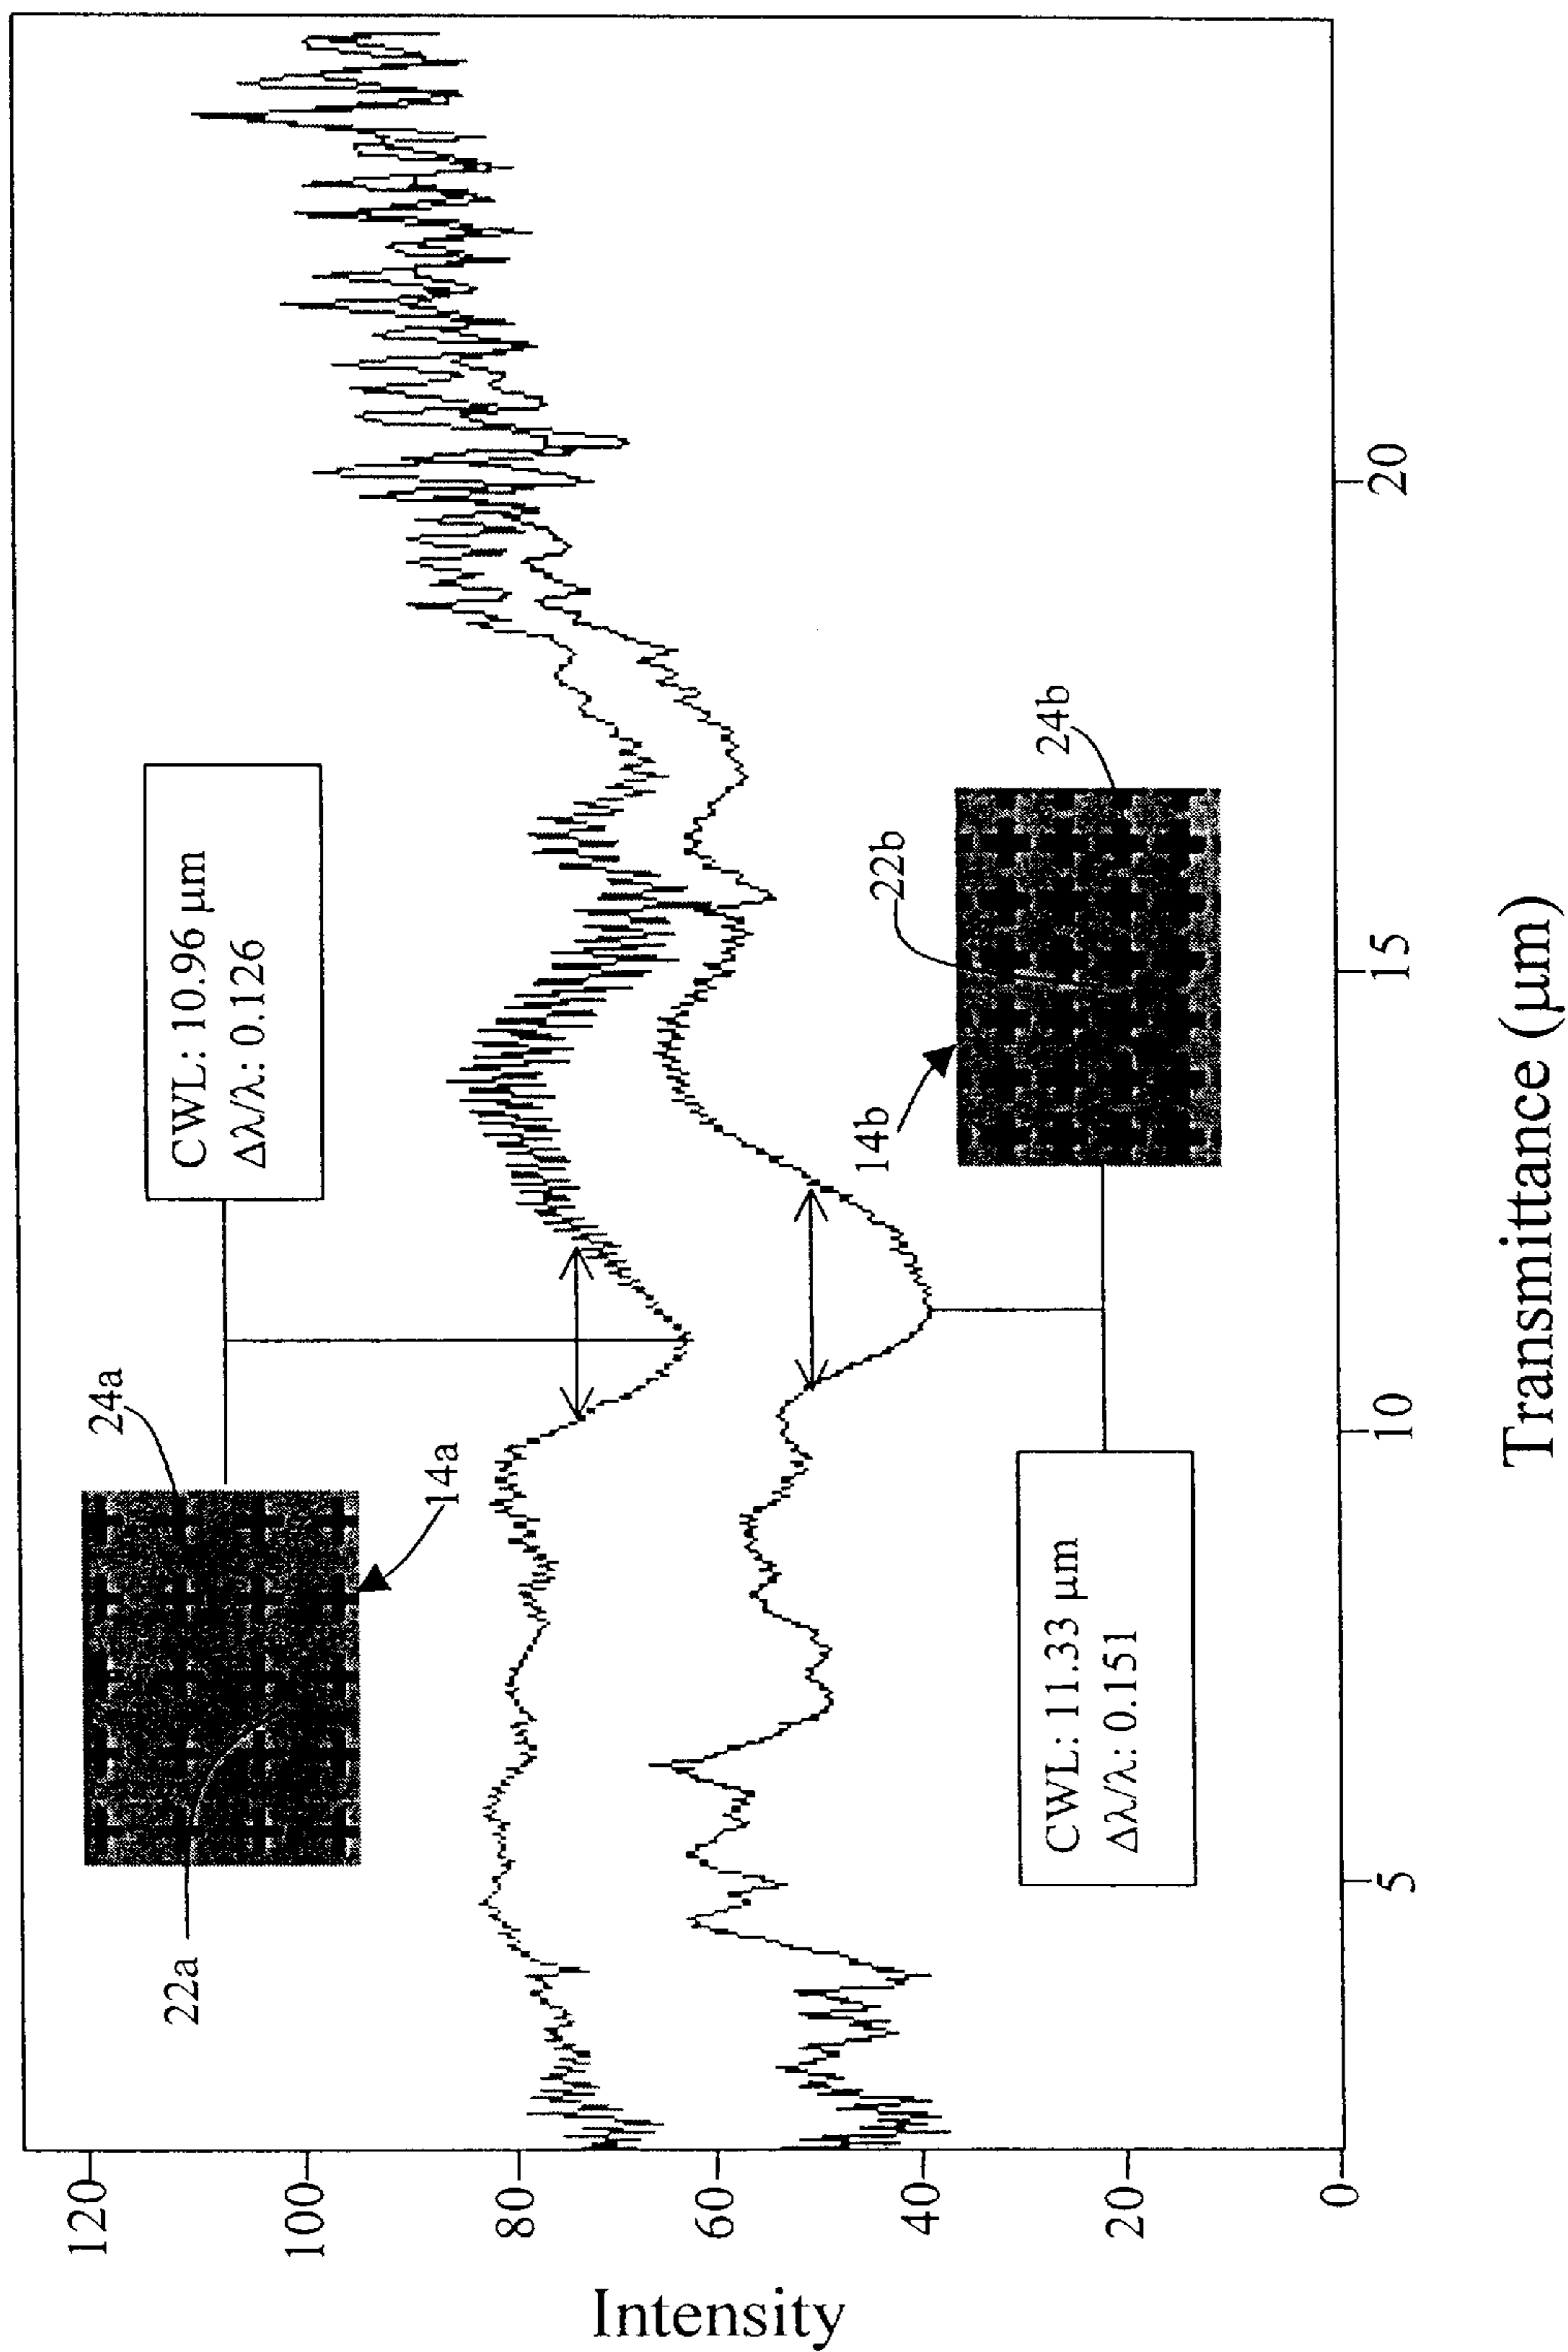 120
100
80
60
40
20
0
Intensity
5
10
15
20
Transmittance (µm)
22a
24a
14a
CWL: 10.96 µm
Δλ/λ: 0.126
CWL: 11.33 µm
Δλ/λ: 0.151
14b
22b
24b